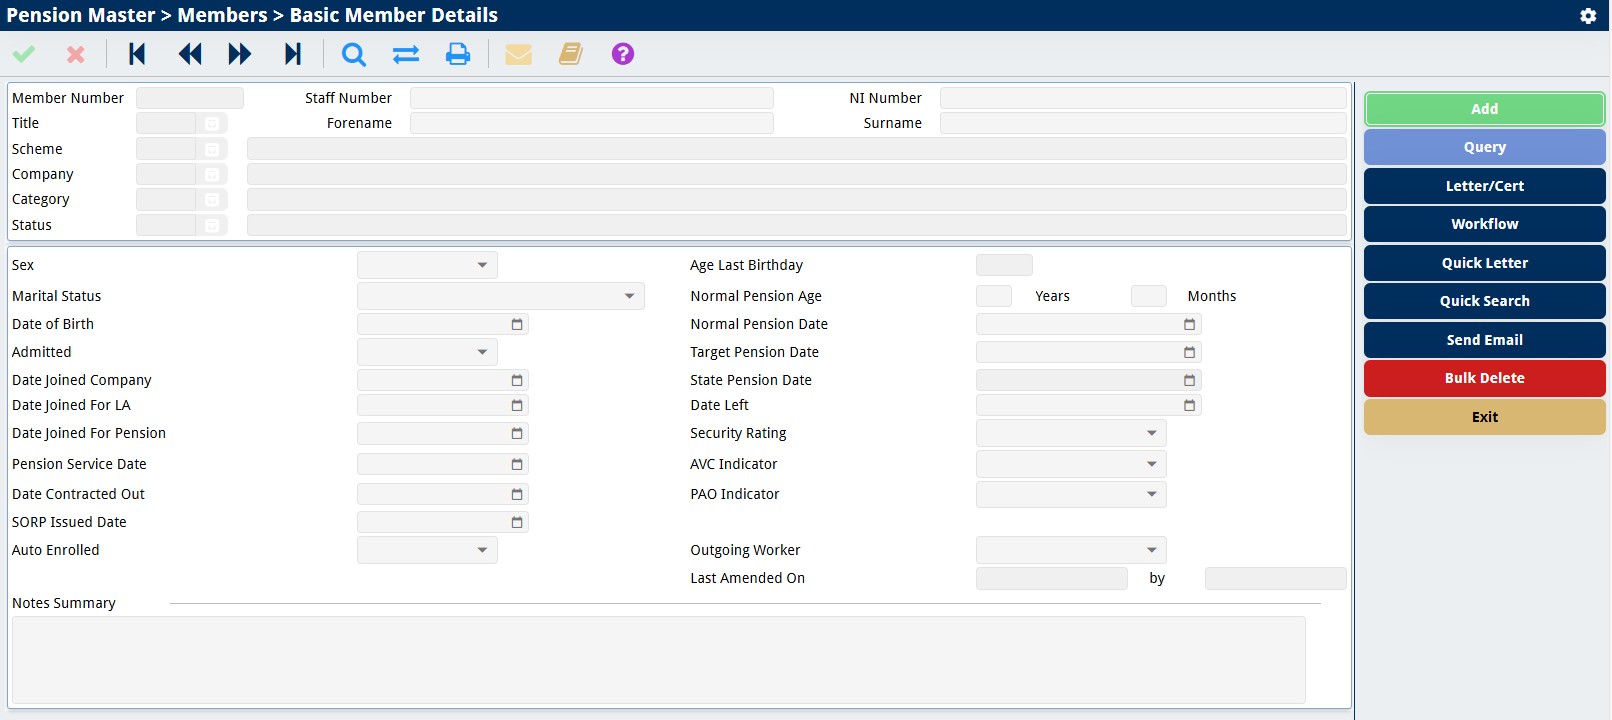 Pension Master > Members > Basic Member Details
?
Member Number Staff Number NI Number
Title Forename Surname
Scheme
Company
Category
Status
Sex Age Last Birthday
Marital Status Normal Pension Age Years Months
Date of Birth Normal Pension Date
Admitted Target Pension Date
Date Joined Company State Pension Date
Date Joined For LA Date Left
Date Joined For Pension Security Rating
Pension Service Date AVC Indicator
Date Contracted Out PAO Indicator
SORP Issued Date
Auto Enrolled Outgoing Worker
Last Amended On by
Notes Summary
Add
Query
Letter/Cert
Workflow
Quick Letter
Quick Search
Send Email
Bulk Delete
Exit